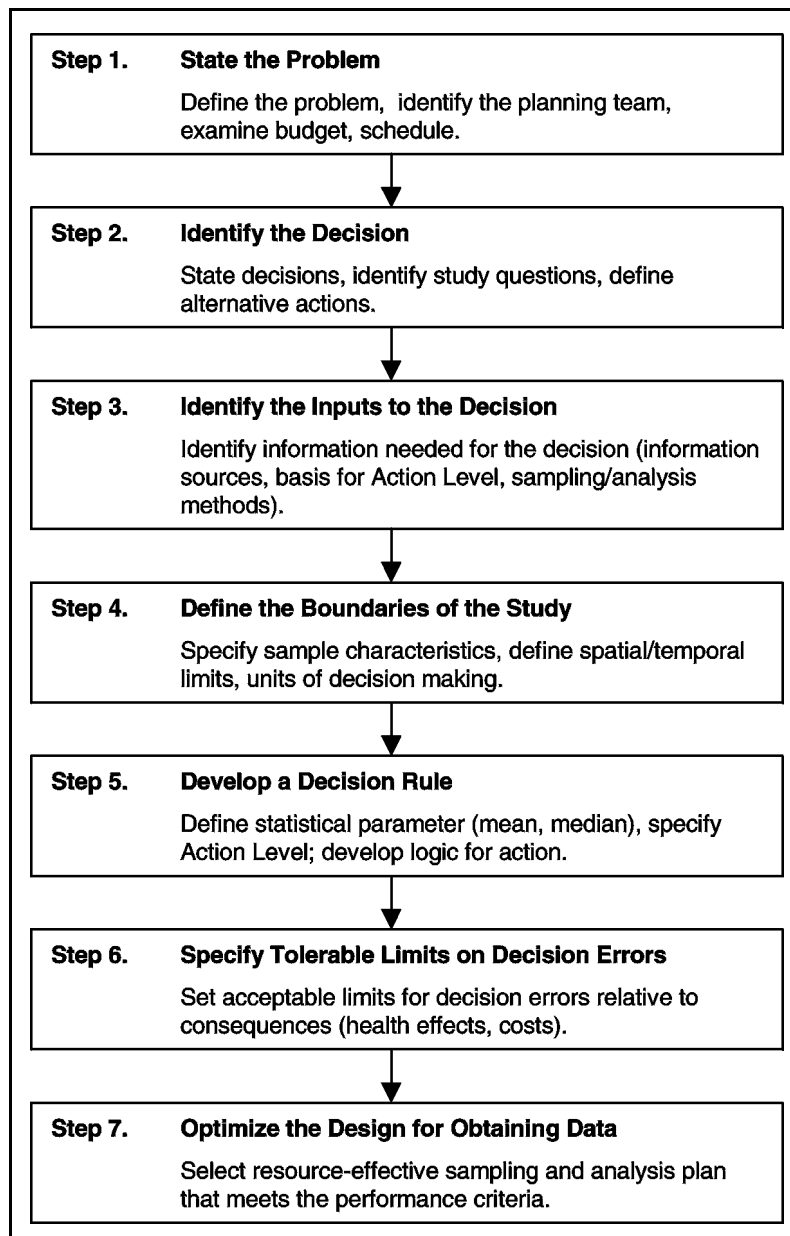 Step 1. State the Problem
Define the problem, identify the planning team,
examine budget, schedule.
Step 2. Identify the Decision
State decisions, identify study questions, define
alternative actions.
Step 3. Identify the Inputs to the Decision
Identify information needed for the decision (information
sources, basis for Action Level, sampling/analysis
methods).
Step 4. Define the Boundaries of the Study
Specify sample characteristics, define spatial/temporal
limits, units of decision making.
Step 5. Develop a Decision Rule
Define statistical parameter (mean, median), specify
Action Level; develop logic for action.
Step 6. Specify Tolerable Limits on Decision Errors
Set acceptable limits for decision errors relative to
consequences (health effects, costs).
Step 7. Optimize the Design for Obtaining Data
Select resource-effective sampling and analysis plan
that meets the performance criteria.